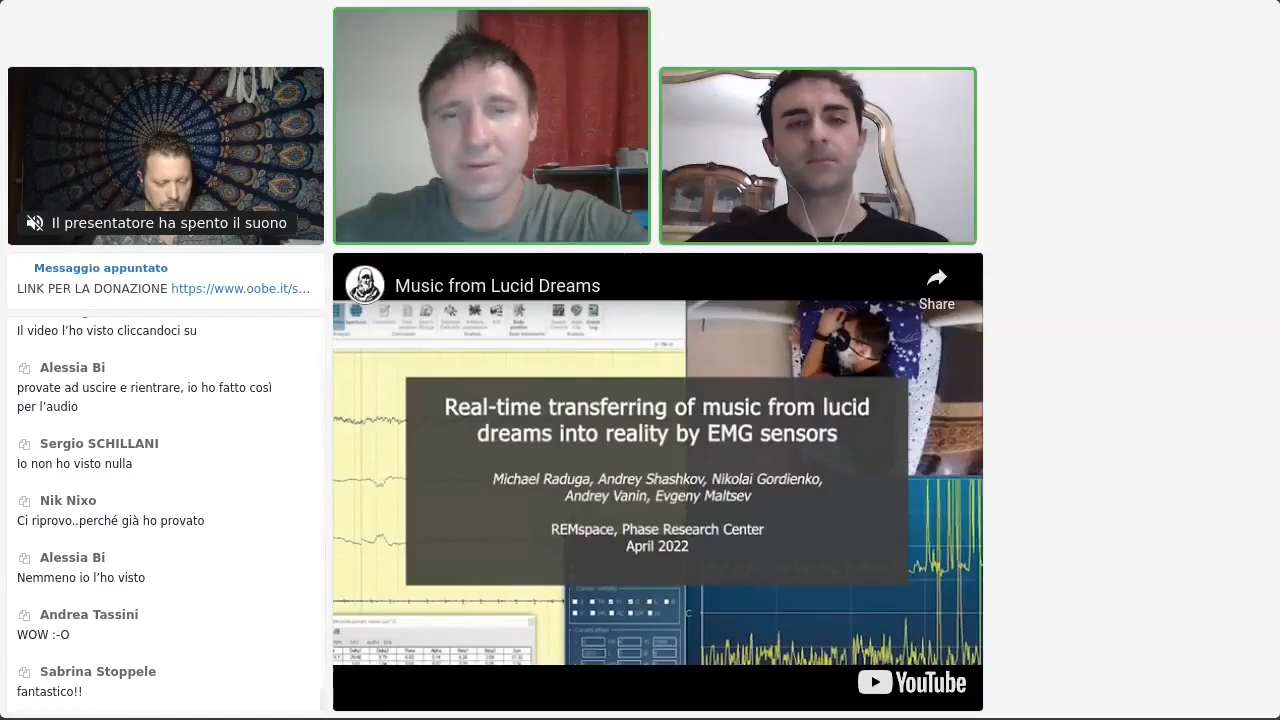 Il presentatore ha spento il suono
Messaggio appuntato
LINK PER LA DONAZIONE https://www.oobe.it/s...
Il video l'ho visto cliccandoci su
Alessia Bi
provate ad uscire e rientrare, io ho fatto così
per l’audio
Sergio SCHILLANI
Io non ho visto nulla
Nik Nixo
Ci riprovo..perché già ho provato
Alessia Bi
Nemmeno io l’ho visto
Andrea Tassini
WOW :-O
Sabrina Stoppele
fantastico!!
Music from Lucid Dreams
Share
Real-time transferring of music from lucid
dreams into reality by EMG sensors
Michael Raduga, Andrey Shashkov, Nikolai Gordienko,
Andrey Vanin, Evgeny Maltsev
REMspace, Phase Research Center
April 2022
YouTube